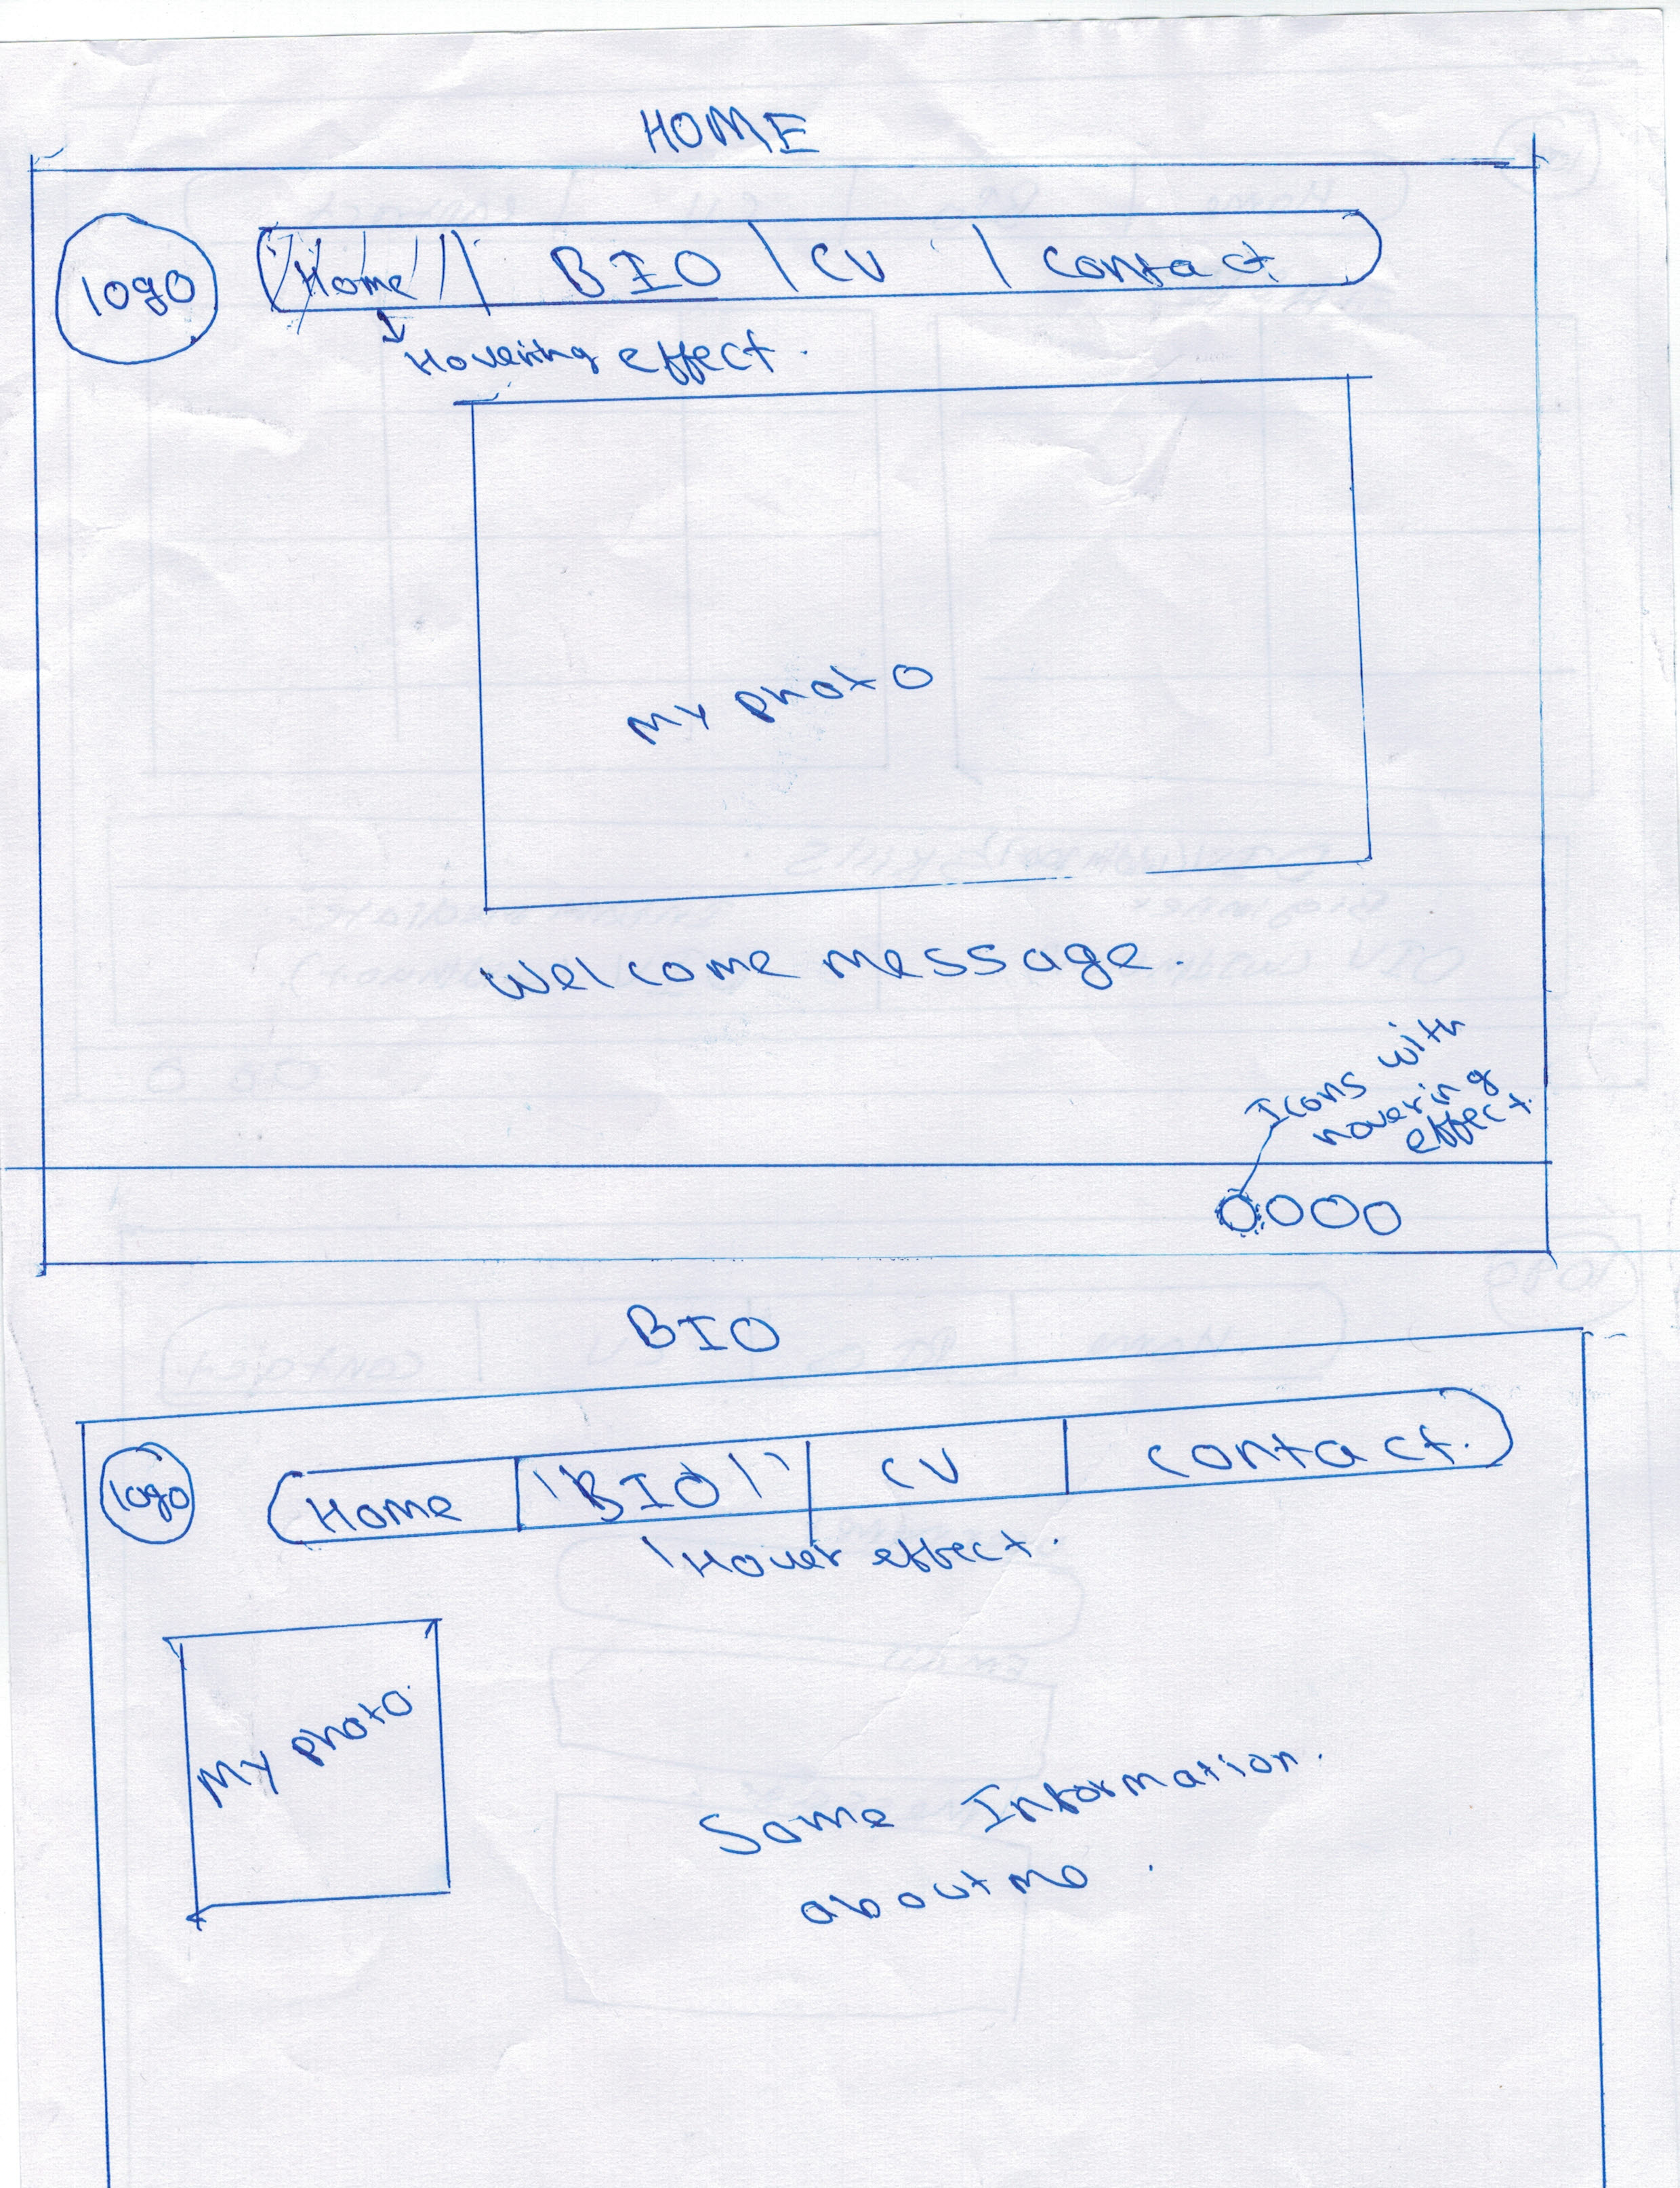 HOME
logo
Home | BIO | CV | Contact
Hovering effect.
My photo
Welcome message.
Icons with
hovering
effect.
BIO
logo
Home | BIO | CV | contact.
Hover effect.
My photo.
Some Information.
about me.